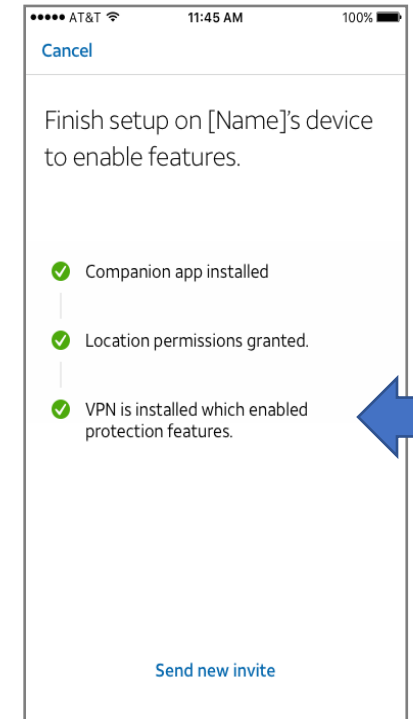 AT&T 11:45 AM 100%
Cancel
Finish setup on [Name]'s device
to enable features.
Companion app installed
Location permissions granted.
VPN is installed which enabled
protection features.
Send new invite